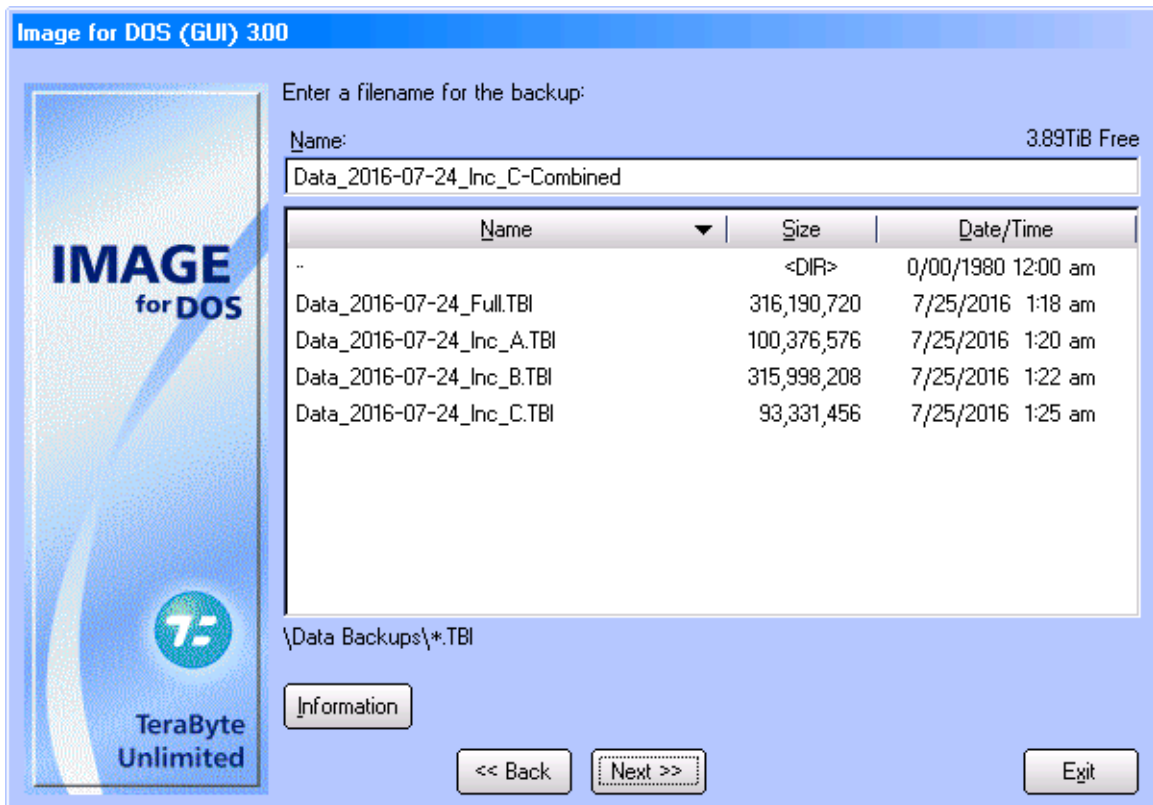 Image for DOS (GUI) 3.00
Enter a filename for the backup:
Name: 3.89TiB Free
Data_2016-07-24_Inc_C-Combined
Name Size Date/Time
.. <DIR> 0/00/1980 12:00 am
Data_2016-07-24_Full.TBI 316,190,720 7/25/2016 1:18 am
Data_2016-07-24_Inc_A.TBI 100,376,576 7/25/2016 1:20 am
Data_2016-07-24_Inc_B.TBI 315,998,208 7/25/2016 1:22 am
Data_2016-07-24_Inc_C.TBI 93,331,456 7/25/2016 1:25 am
\Data Backups\*.TBI
Information
<< Back Next >> Exit
IMAGE
for DOS
TeraByte
Unlimited